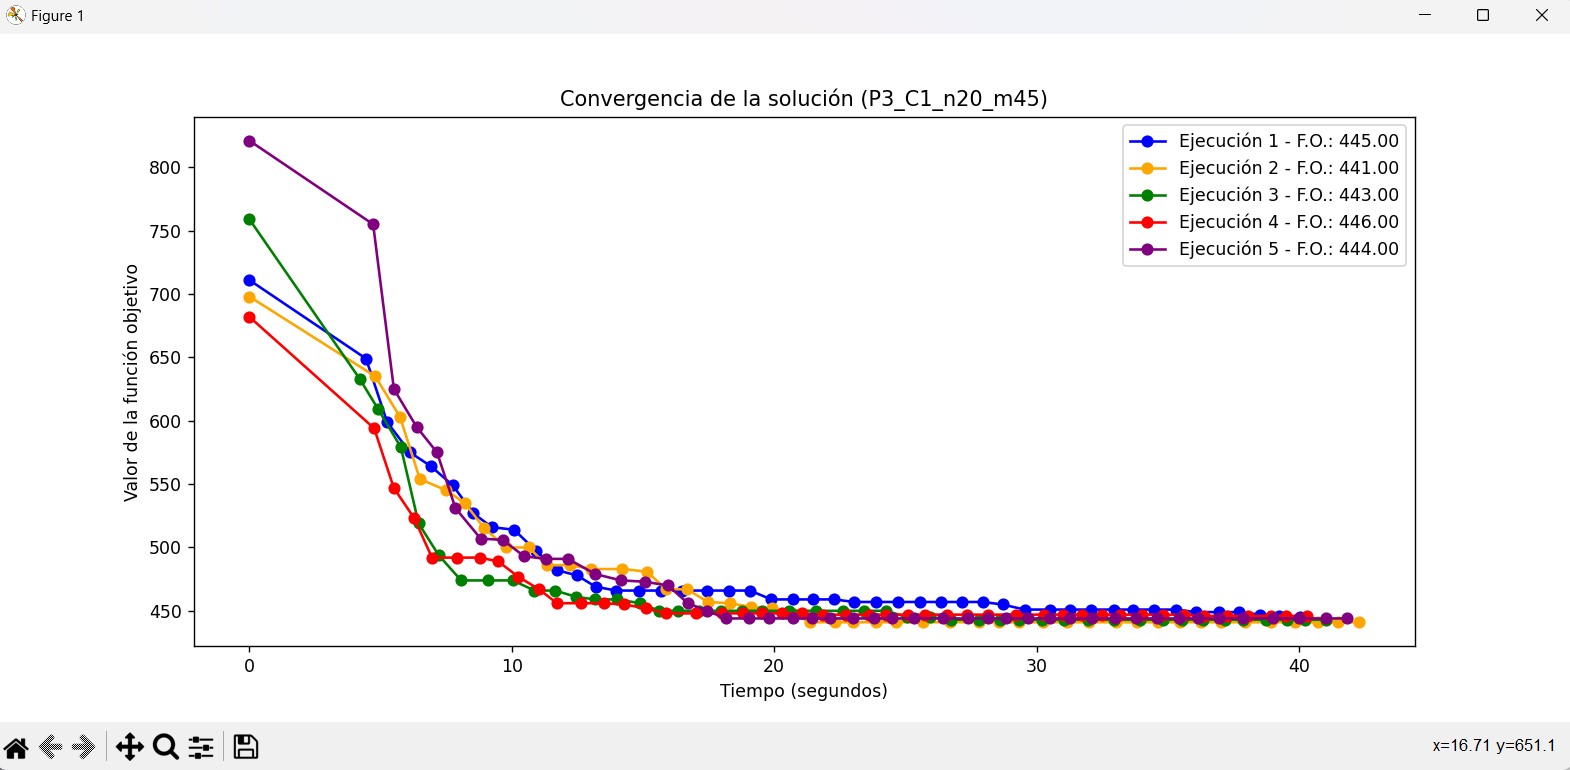 Figure 1
Convergencia de la solución (P3_C1_n20_m45)
Ejecución 1 - F.O.: 445.00
Ejecución 2 - F.O.: 441.00
Ejecución 3 - F.O.: 443.00
Ejecución 4 - F.O.: 446.00
Ejecución 5 - F.O.: 444.00
Valor de la función objetivo
800
750
700
650
600
550
500
450
0 10 20 30 40
Tiempo (segundos)
x=16.71 y=651.1